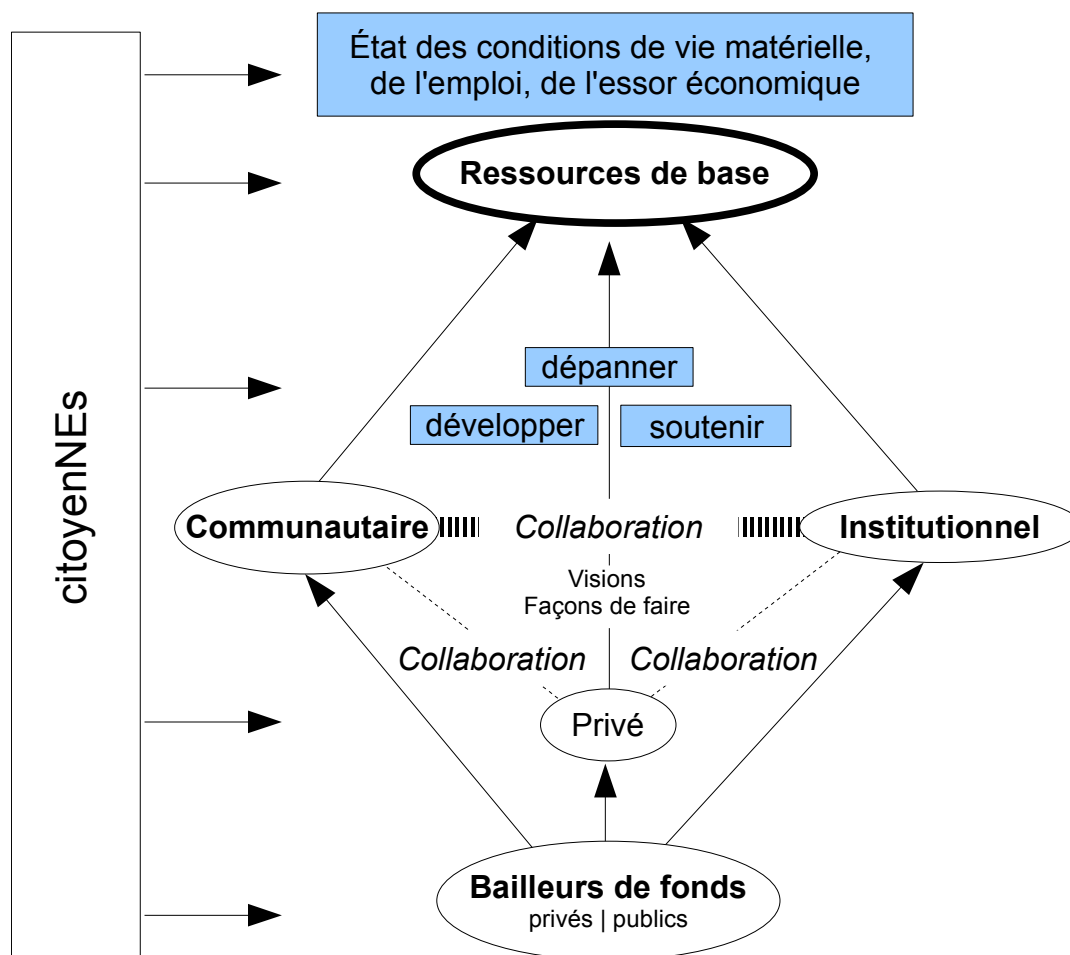 État des conditions de vie matérielle,
de l'emploi, de l'essor économique
Ressources de base
dépanner
développer
soutenir
citoyenNEs
Communautaire
Collaboration
Institutionnel
Visions
Façons de faire
Collaboration
Collaboration
Privé
Bailleurs de fonds
privés | publics